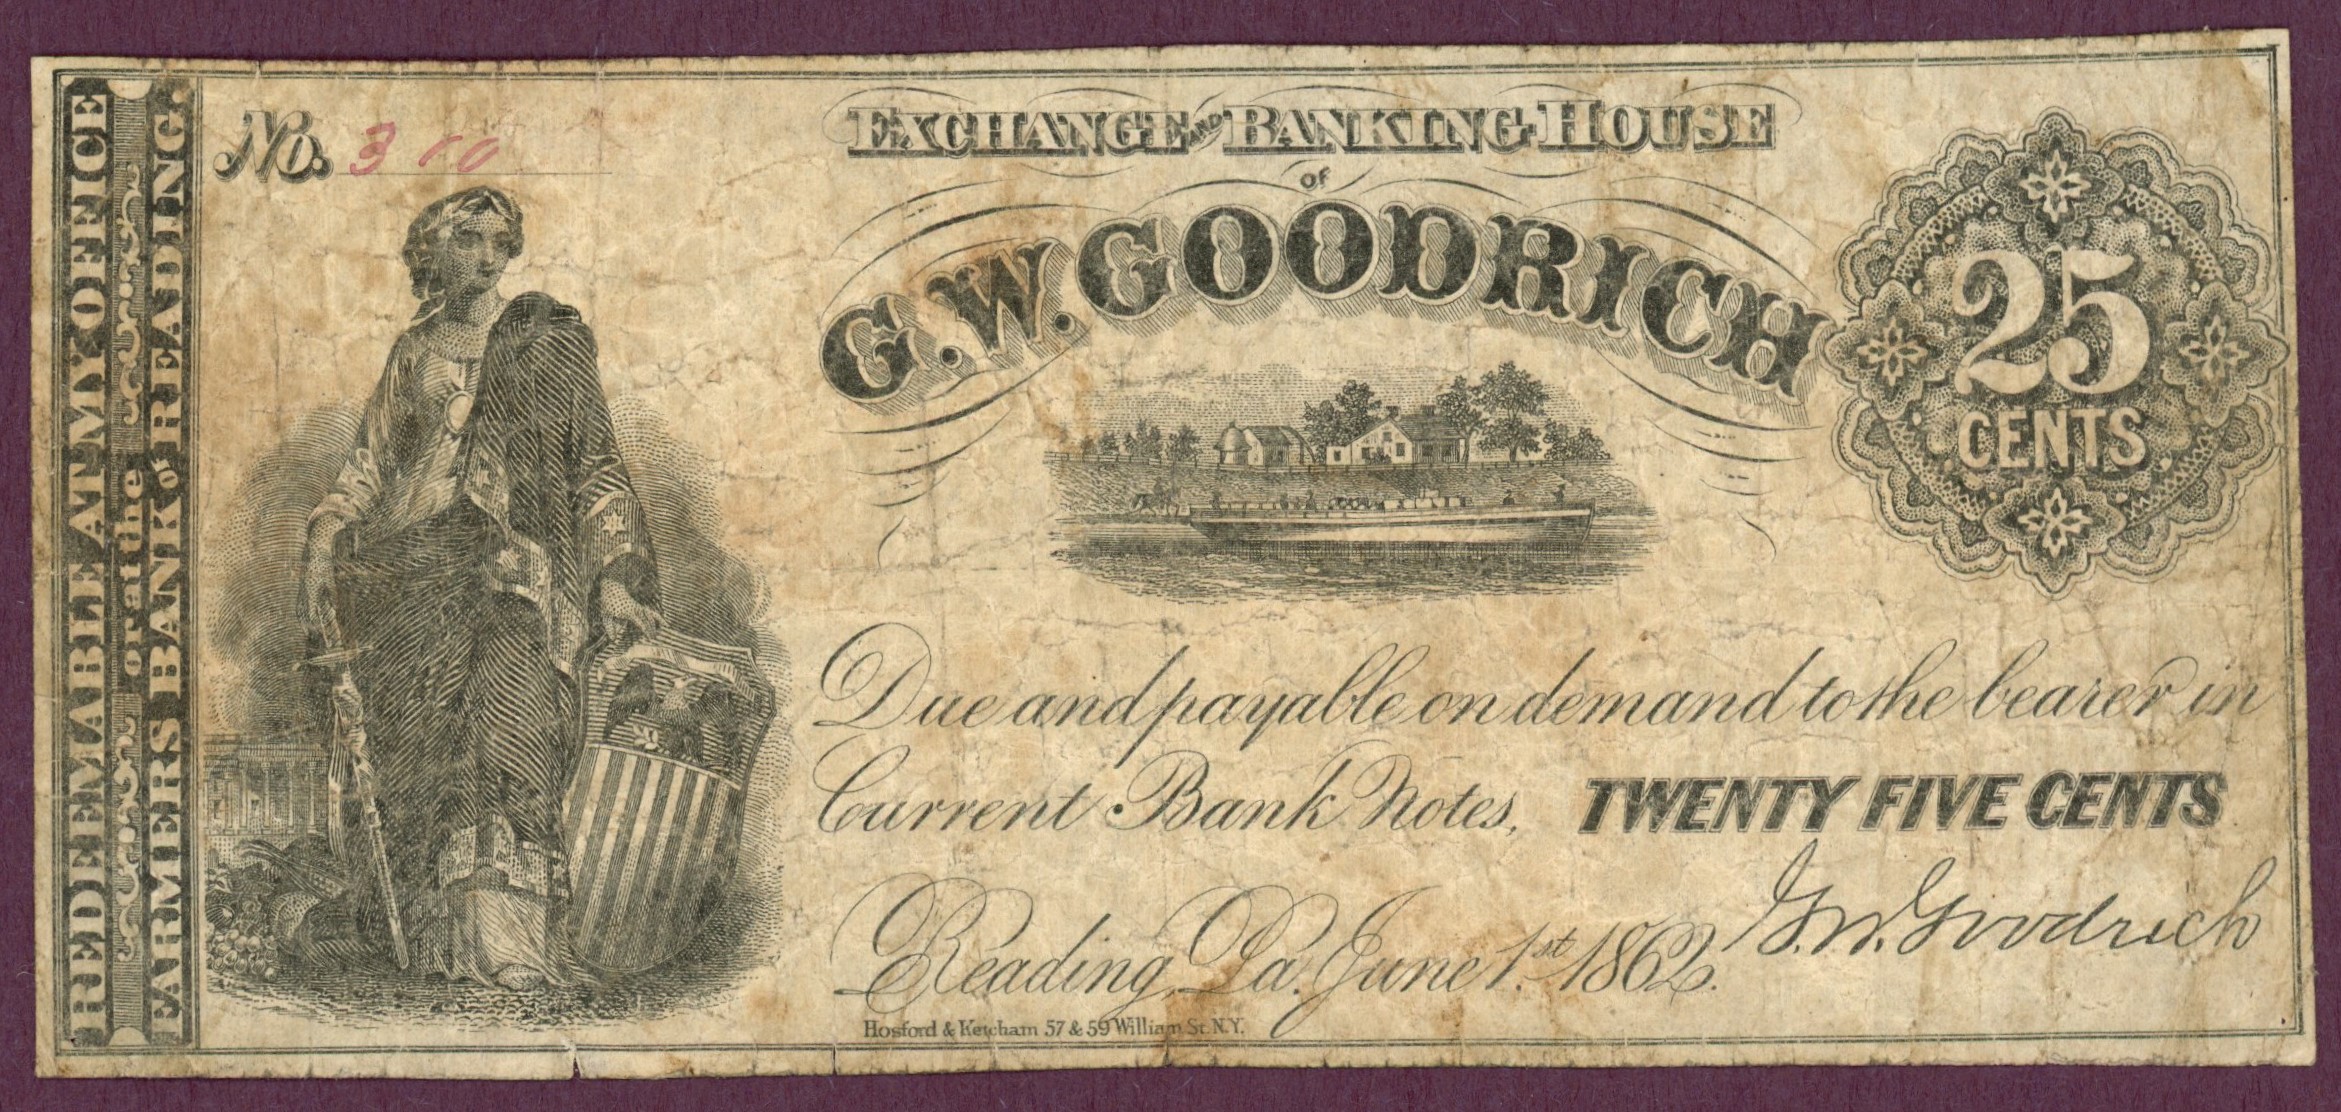 REDEEMABLE AT MY OFFICE
or at the
FARMERS BANK OF READING.
No. 310
EXCHANGE AND BANKING HOUSE
OF
G. W. GOODRICH
25
CENTS
Due and payable on demand to the bearer in
Current Bank Notes, TWENTY FIVE CENTS
Reading, Pa. June 1st 1862.
G. W. Goodrich
Hosford & Ketcham 57 & 59 William St. N.Y.